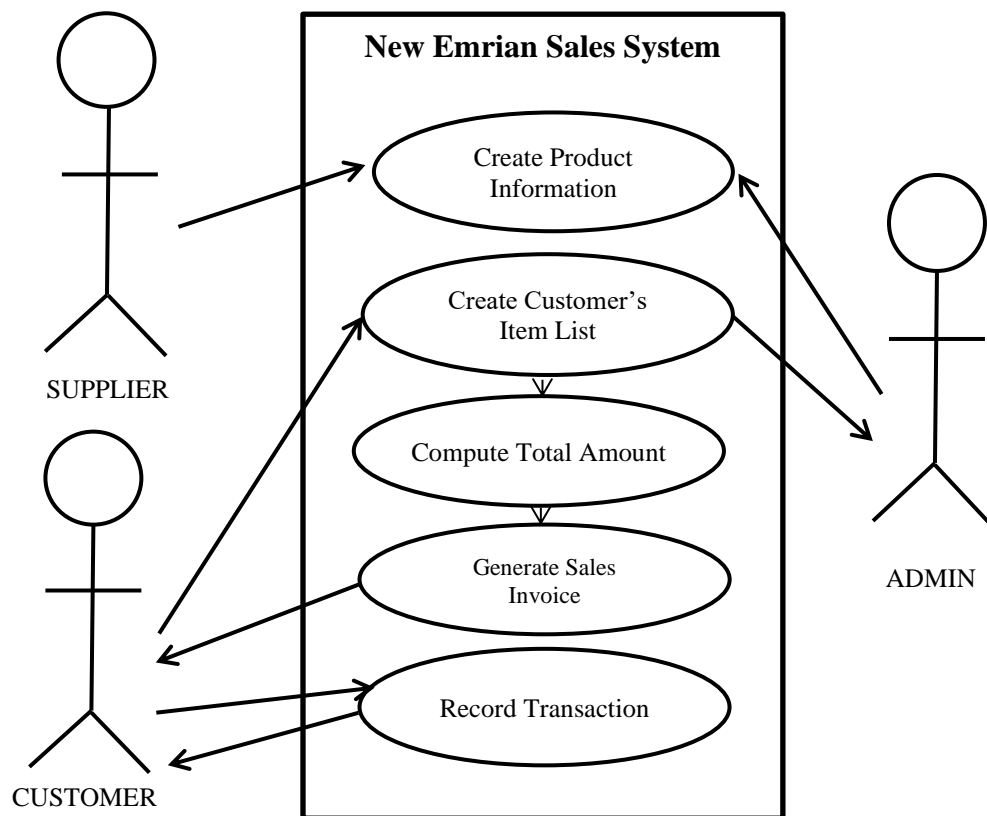 New Emrian Sales System
Create Product
Information
Create Customer’s
Item List
SUPPLIER
Compute Total Amount
Generate Sales
Invoice
ADMIN
Record Transaction
CUSTOMER